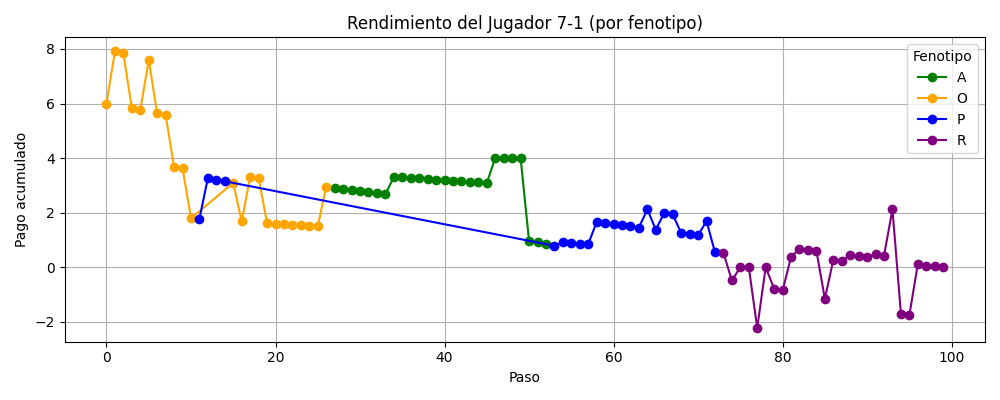 Rendimiento del Jugador 7-1 (por fenotipo)
Pago acumulado
8
6
4
2
0
−2
Fenotipo
A
O
P
R
0
20
40
60
80
100
Paso